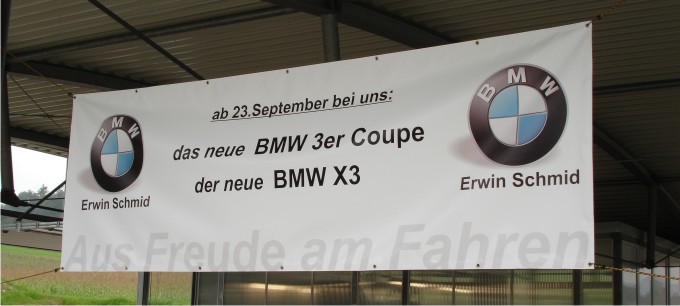 ab 23.September bei uns:
BMW
BMW
das neue BMW 3er Coupe
der neue BMW X3
Erwin Schmid
Erwin Schmid
Aus Freude am Fahren